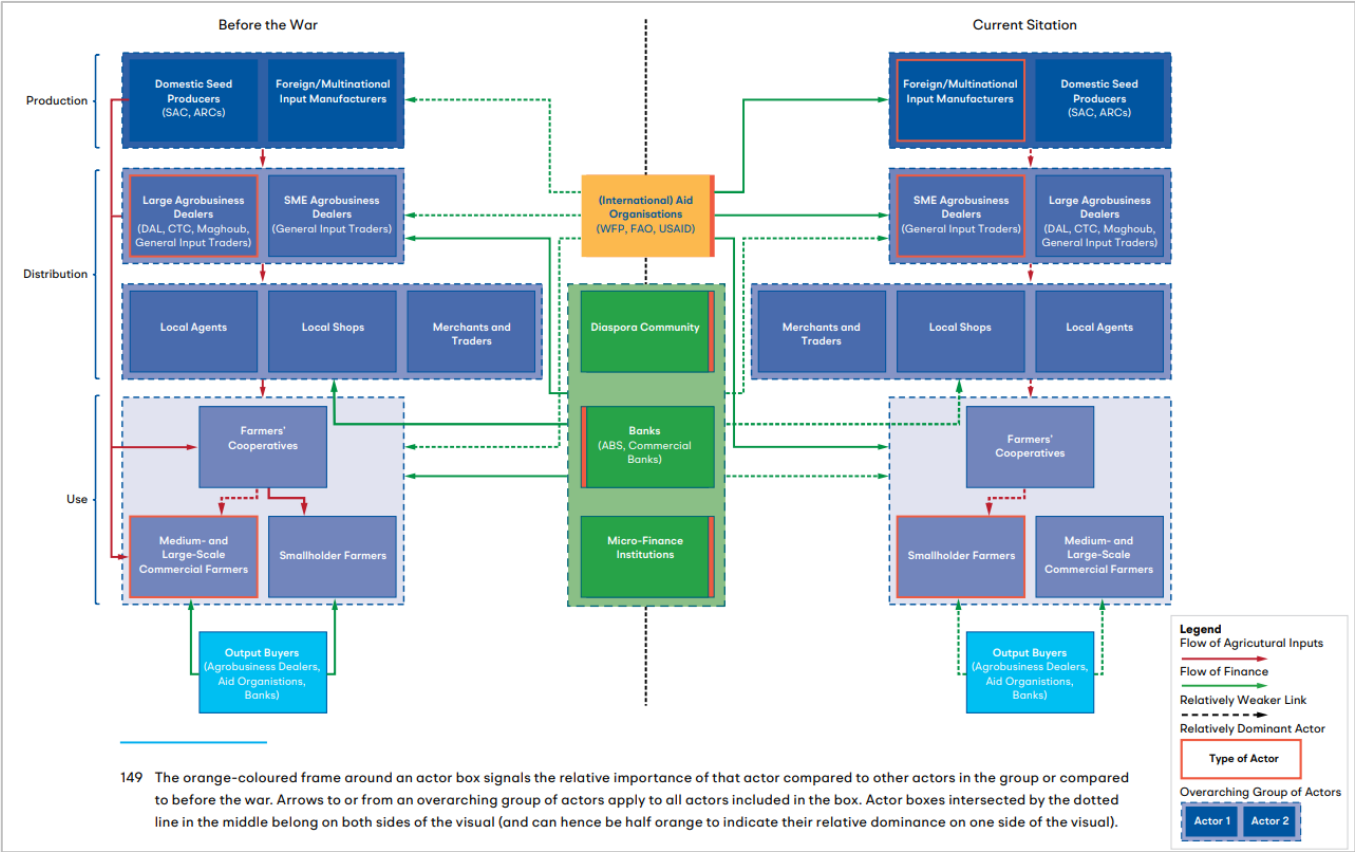 Before the War
Current Sitation
Production
Domestic Seed
Producers
(SAC, ARCs)
Foreign/Multinational
Input Manufacturers
Foreign/Multinational
Input Manufacturers
Domestic Seed
Producers
(SAC, ARCs)
Distribution
Large Agrobusiness
Dealers
(DAL, CTC, Maghoub,
General Input Traders)
SME Agrobusiness
Dealers
(General Input Traders)
(International) Aid
Organisations
(WFP, FAO, USAID)
SME Agrobusiness
Dealers
(General Input Traders)
Large Agrobusiness
Dealers
(DAL, CTC, Maghoub,
General Input Traders)
Local Agents
Local Shops
Merchants and
Traders
Diaspora Community
Merchants and
Traders
Local Shops
Local Agents
Use
Farmers'
Cooperatives
Banks
(ABS, Commercial
Banks)
Farmers'
Cooperatives
Medium- and
Large-Scale
Commercial Farmers
Smallholder Farmers
Micro-Finance
Institutions
Smallholder Farmers
Medium- and
Large-Scale
Commercial Farmers
Output Buyers
(Agrobusiness Dealers,
Aid Organistions,
Banks)
Output Buyers
(Agrobusiness Dealers,
Aid Organistions,
Banks)
Legend
Flow of Agricutural Inputs
Flow of Finance
Relatively Weaker Link
Relatively Dominant Actor
Type of Actor
Overarching Group of Actors
Actor 1
Actor 2
149 The orange-coloured frame around an actor box signals the relative importance of that actor compared to other actors in the group or compared
to before the war. Arrows to or from an overarching group of actors apply to all actors included in the box. Actor boxes intersected by the dotted
line in the middle belong on both sides of the visual (and can hence be half orange to indicate their relative dominance on one side of the visual).